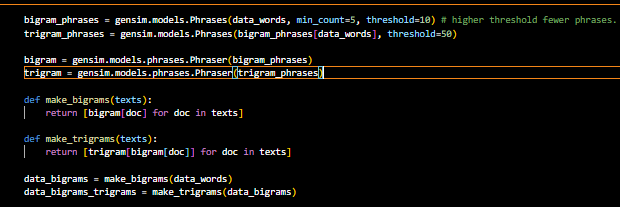 bigram_phrases = gensim.models.Phrases(data_words, min_count=5, threshold=10) # higher threshold fewer phrases.
trigram_phrases = gensim.models.Phrases(bigram_phrases[data_words], threshold=50)
bigram = gensim.models.phrases.Phraser(bigram_phrases)
trigram = gensim.models.phrases.Phraser(trigram_phrases)
def make_bigrams(texts):
    return [bigram[doc] for doc in texts]
def make_trigrams(texts):
    return [trigram[bigram[doc]] for doc in texts]
data_bigrams = make_bigrams(data_words)
data_bigrams_trigrams = make_trigrams(data_bigrams)